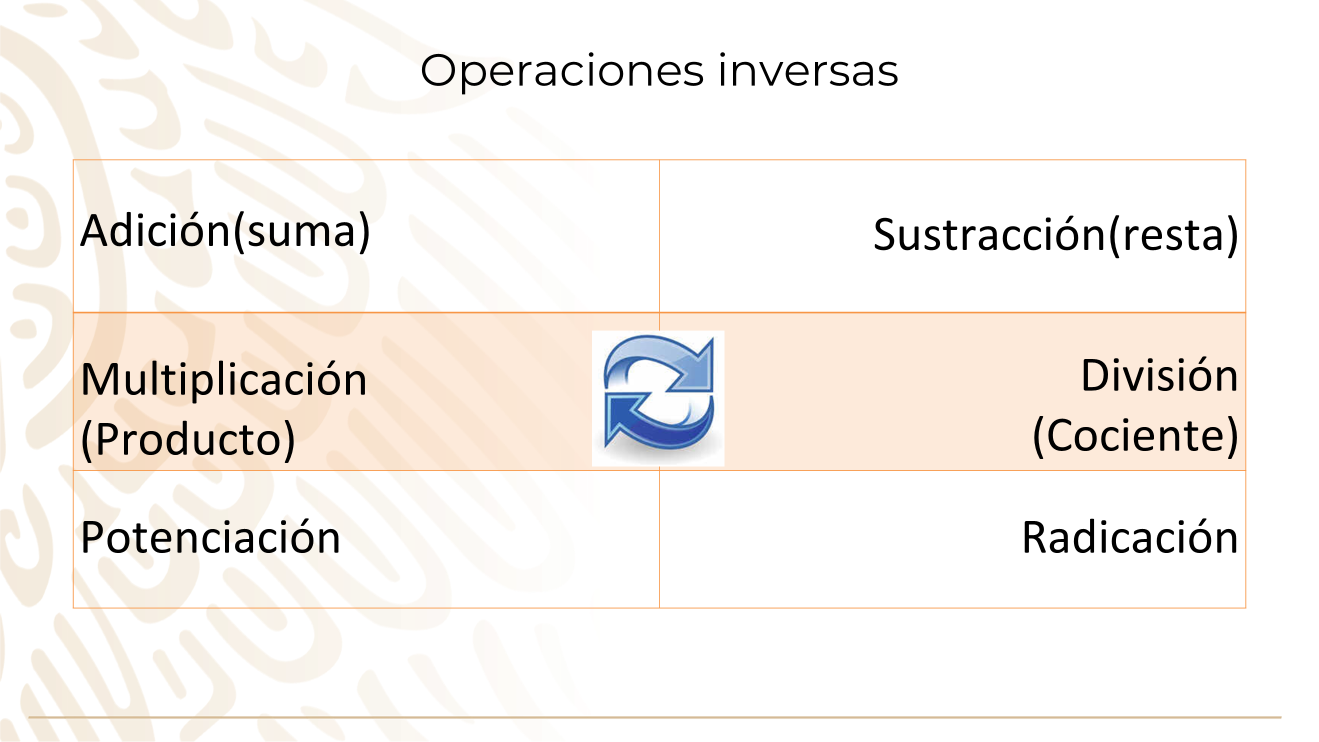 Operaciones inversas
Adición(suma)
Sustracción(resta)
Multiplicación
(Producto)
División
(Cociente)
Potenciación
Radicación